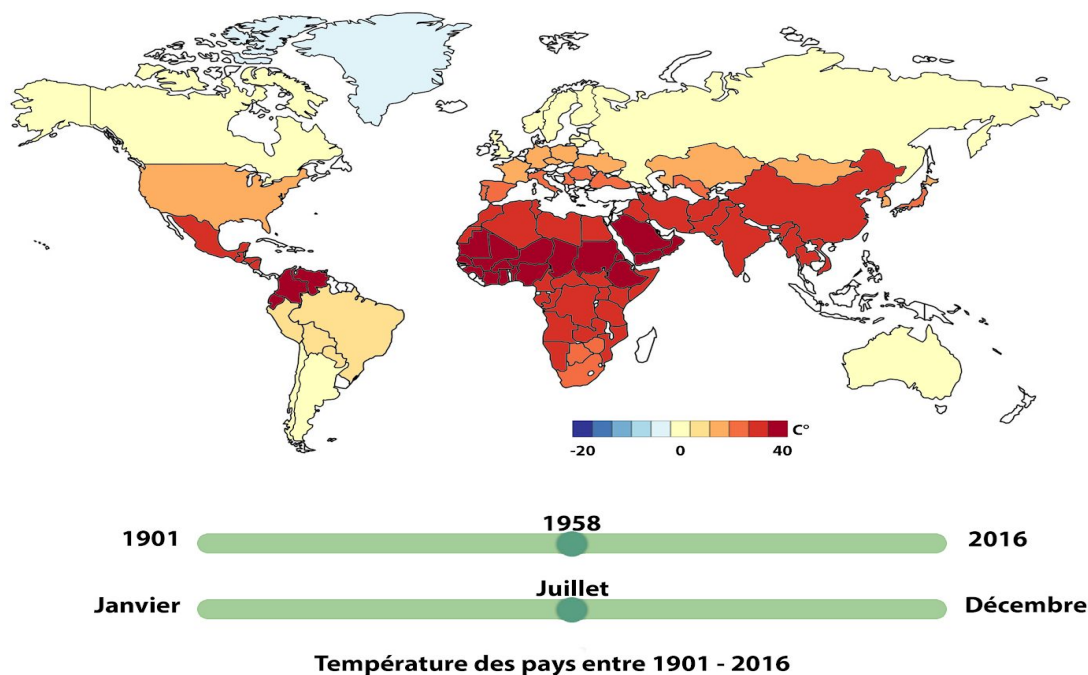 C°
-20 0 40
1958
1901 2016
Juillet
Janvier Décembre
Température des pays entre 1901 - 2016